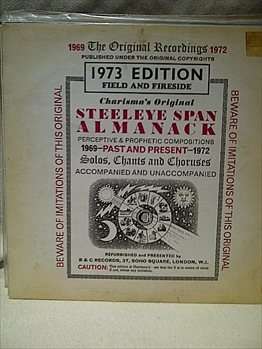 1969 The Original Recordings 1972
PUBLISHED UNDER THE ORIGINAL COPYRIGHTS
1973 EDITION
FIELD AND FIRESIDE
Charisma's Original
STEELEYE SPAN
ALMANACK
PERCEPTIVE & PROPHETIC COMPOSITIONS
1969-PAST AND PRESENT-1972
Solos, Chants and Choruses
ACCOMPANIED AND UNACCOMPANIED
BEWARE OF IMITATIONS OF THIS ORIGINAL
BEWARE OF IMITATIONS OF THIS ORIGINAL
REFURBISHED and PRESENTED by
B & C RECORDS, 37, SOHO SQUARE, LONDON, W.1.
CAUTION: